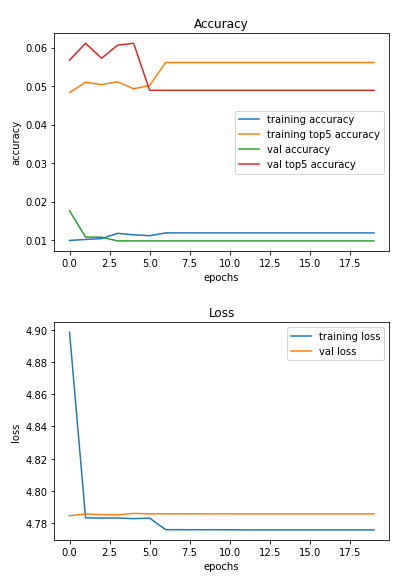 Accuracy
0.06
0.05
0.04
0.03
0.02
0.01
accuracy
training accuracy
training top5 accuracy
val accuracy
val top5 accuracy
0.0 2.5 5.0 7.5 10.0 12.5 15.0 17.5
epochs
Loss
4.90
4.88
4.86
4.84
4.82
4.80
4.78
loss
training loss
val loss
0.0 2.5 5.0 7.5 10.0 12.5 15.0 17.5
epochs